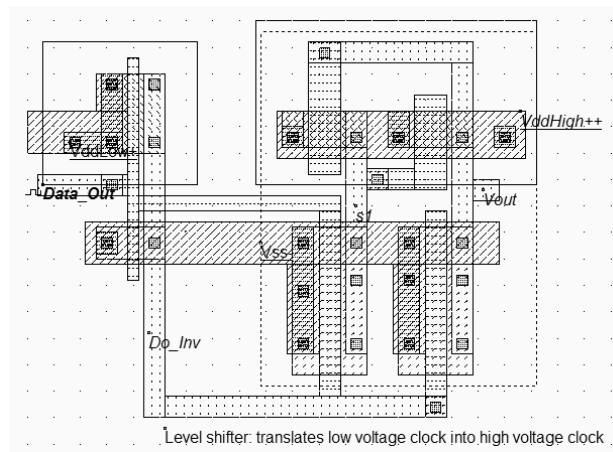 VddHigh++
VddLow+
Data_Out
Vout
s1
Vss-
Do_Inv
Level shifter: translates low voltage clock into high voltage clock